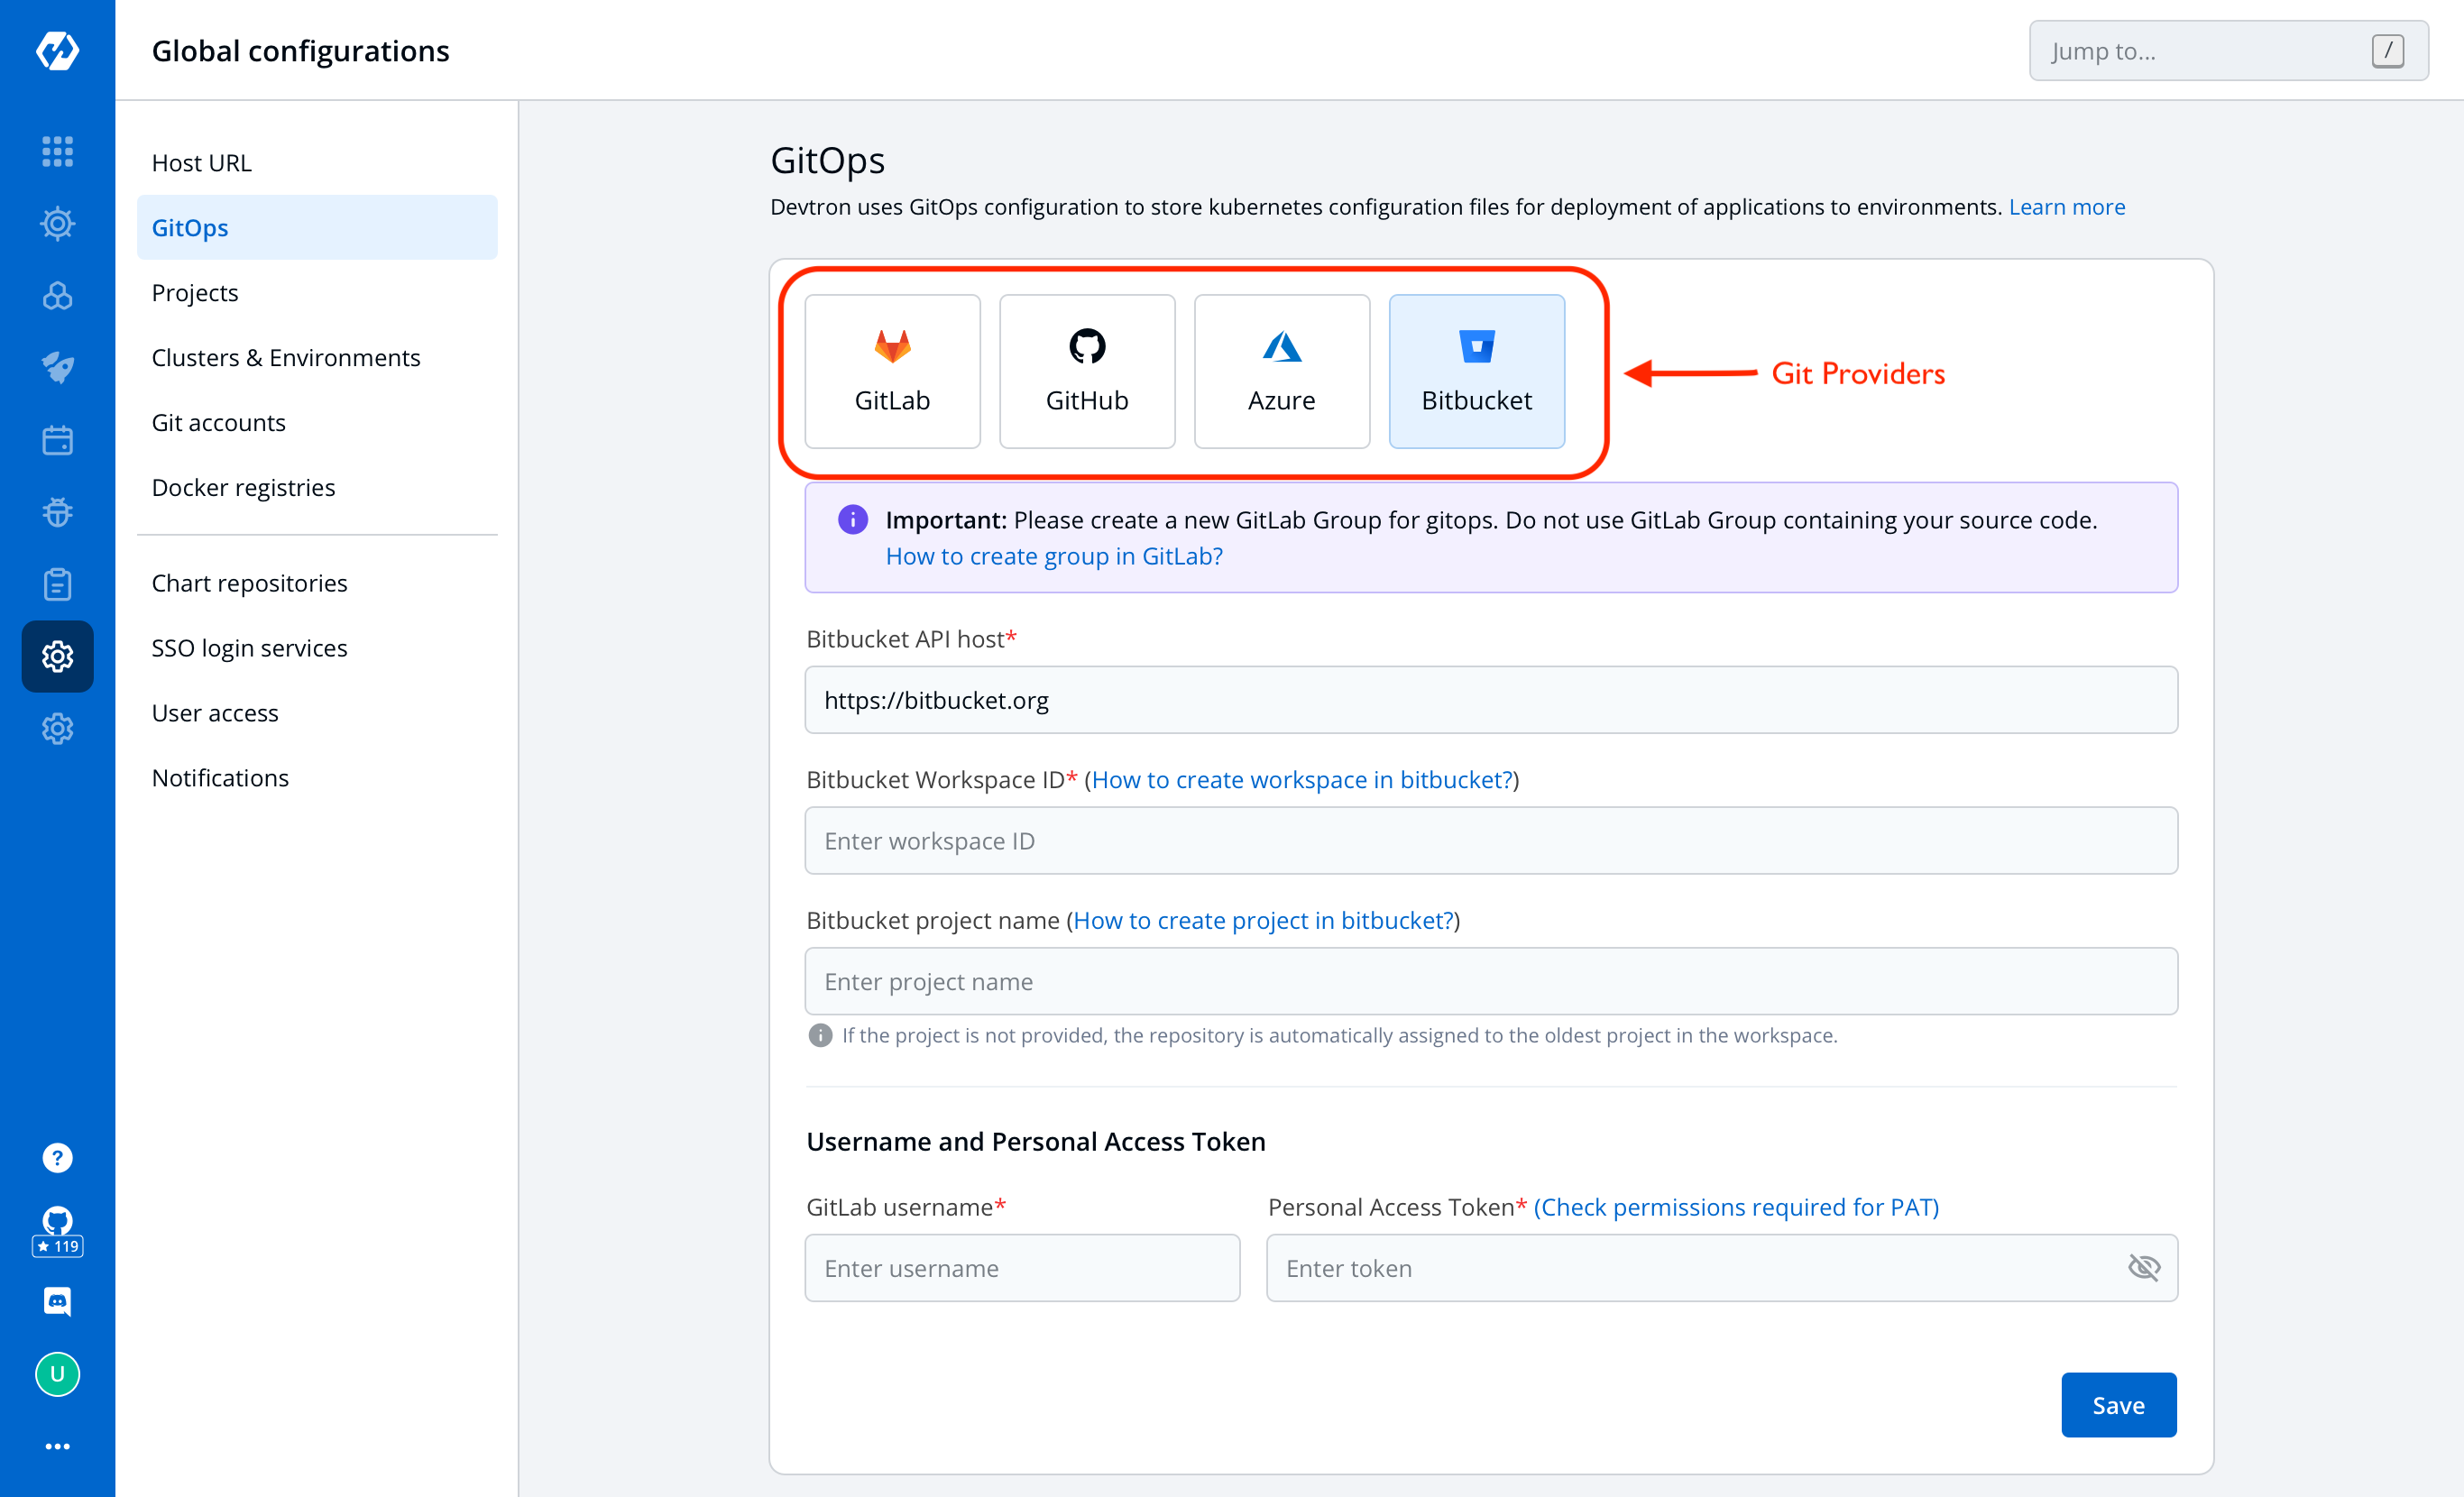 Global configurations
Jump to...
/
Host URL
GitOps
Projects
Clusters & Environments
Git accounts
Docker registries
Chart repositories
SSO login services
User access
Notifications
? 
★ 119
U
GitOps
Devtron uses GitOps configuration to store kubernetes configuration files for deployment of applications to environments. Learn more
GitLab
GitHub
Azure
Bitbucket
Git Providers
Important: Please create a new GitLab Group for gitops. Do not use GitLab Group containing your source code.
How to create group in GitLab?
Bitbucket API host*
https://bitbucket.org
Bitbucket Workspace ID* (How to create workspace in bitbucket?)
Enter workspace ID
Bitbucket project name (How to create project in bitbucket?)
Enter project name
If the project is not provided, the repository is automatically assigned to the oldest project in the workspace.
Username and Personal Access Token
GitLab username*
Personal Access Token* (Check permissions required for PAT)
Enter username
Enter token
Save